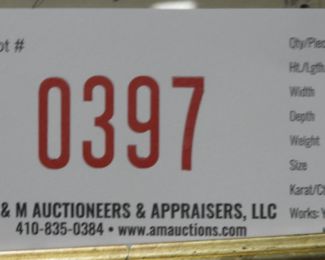 ot #
0397
& M AUCTIONEERS & APPRAISERS, LLC
410-835-0384 • www.amauctions.com
Qty/Piec
Ht./Lgth
Width
Depth
Weight
Size
Karat/C
Works: Y